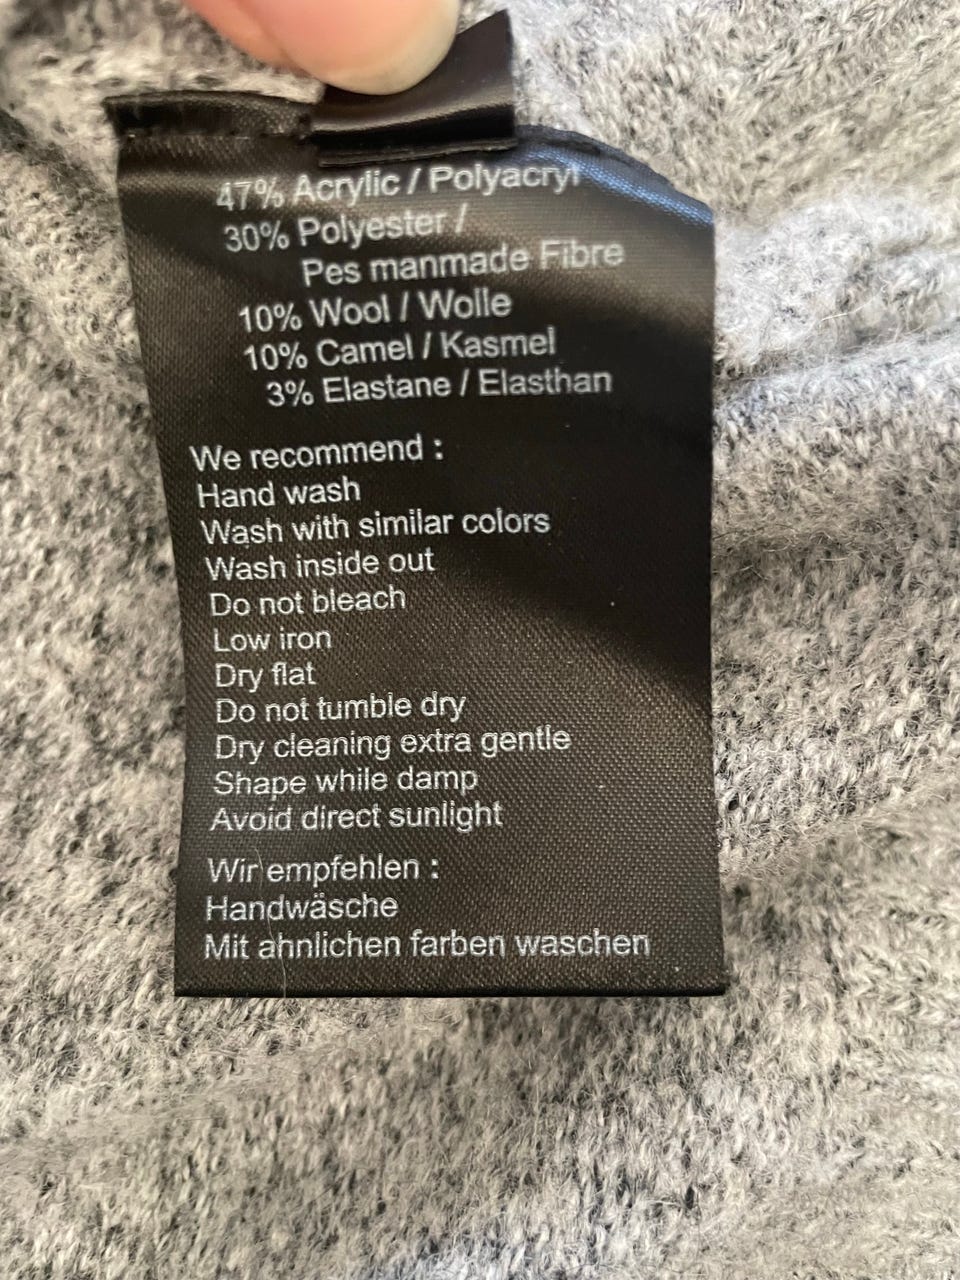 47% Acrylic / Polyacryl
30% Polyester /
Pes manmade Fibre
10% Wool / Wolle
10% Camel / Kasmel
3% Elastane / Elasthan
We recommend :
Hand wash
Wash with similar colors
Wash inside out
Do not bleach
Low iron
Dry flat
Do not tumble dry
Dry cleaning extra gentle
Shape while damp
Avoid direct sunlight
Wir empfehlen :
Handwäsche
Mit ahnlichen farben waschen